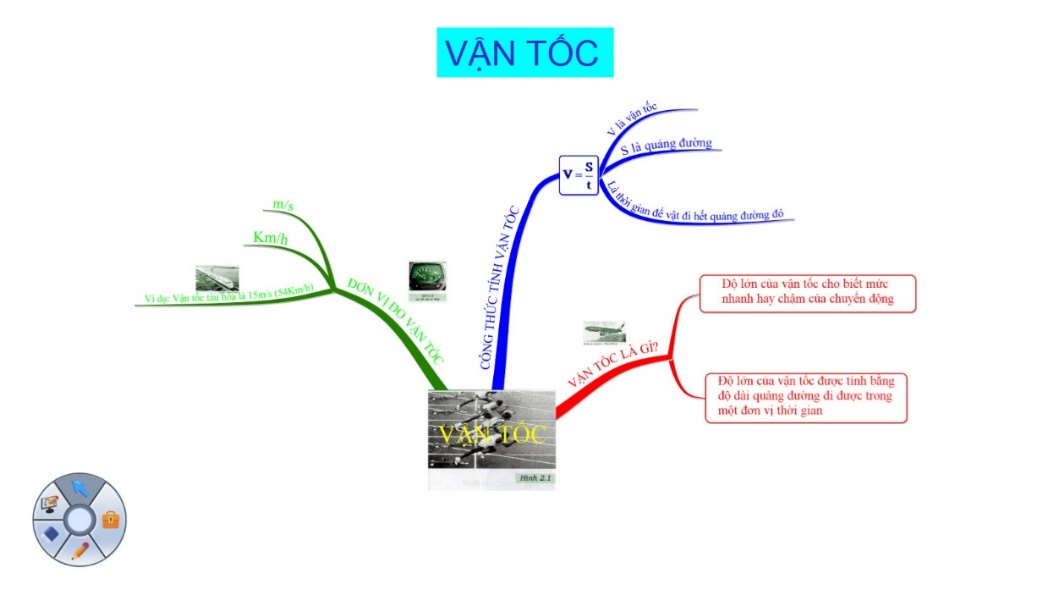 VẬN TỐC
V là vận tốc
S là quảng đường
V = S/t
Là thời gian để vật đi hết quảng đường đó
CÔNG THỨC TÍNH VẬN TỐC
m/s
Km/h
Ví dụ: Vận tốc tàu hỏa là 15m/s (54Km/h)
ĐƠN VỊ ĐO VẬN TỐC
VẬN TỐC LÀ GÌ?
Độ lớn của vận tốc cho biết mức
nhanh hay chậm của chuyển động
Độ lớn của vận tốc được tính bằng
độ dài quảng đường đi được trong
một đơn vị thời gian
VẬN TỐC
Hình 2.1